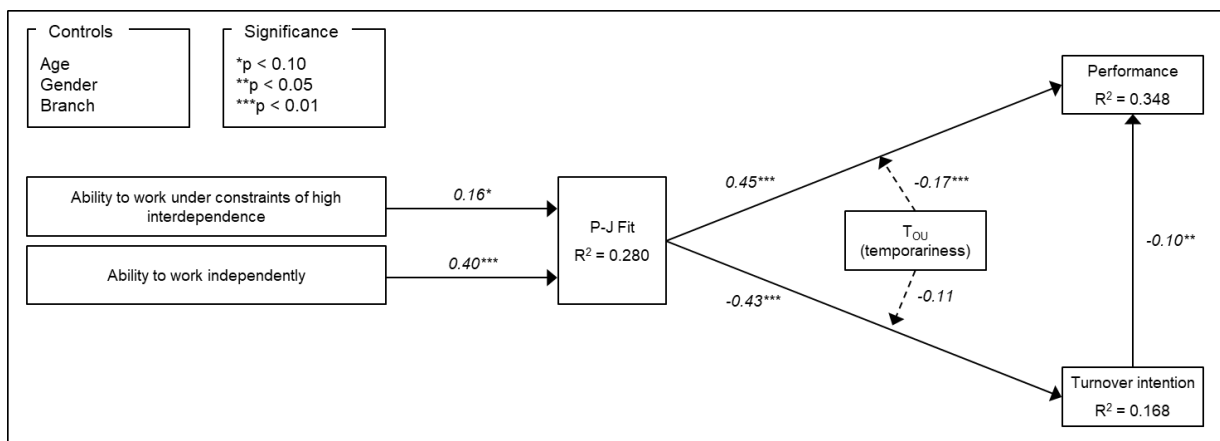 Controls
Age
Gender
Branch
Significance
*p < 0.10
**p < 0.05
***p < 0.01
Performance
R² = 0.348
Ability to work under constraints of high
interdependence
0.16*
Ability to work independently
0.40***
P-J Fit
R² = 0.280
0.45***
-0.17***
T_OU
(temporariness)
-0.11
-0.43***
-0.10**
Turnover intention
R² = 0.168